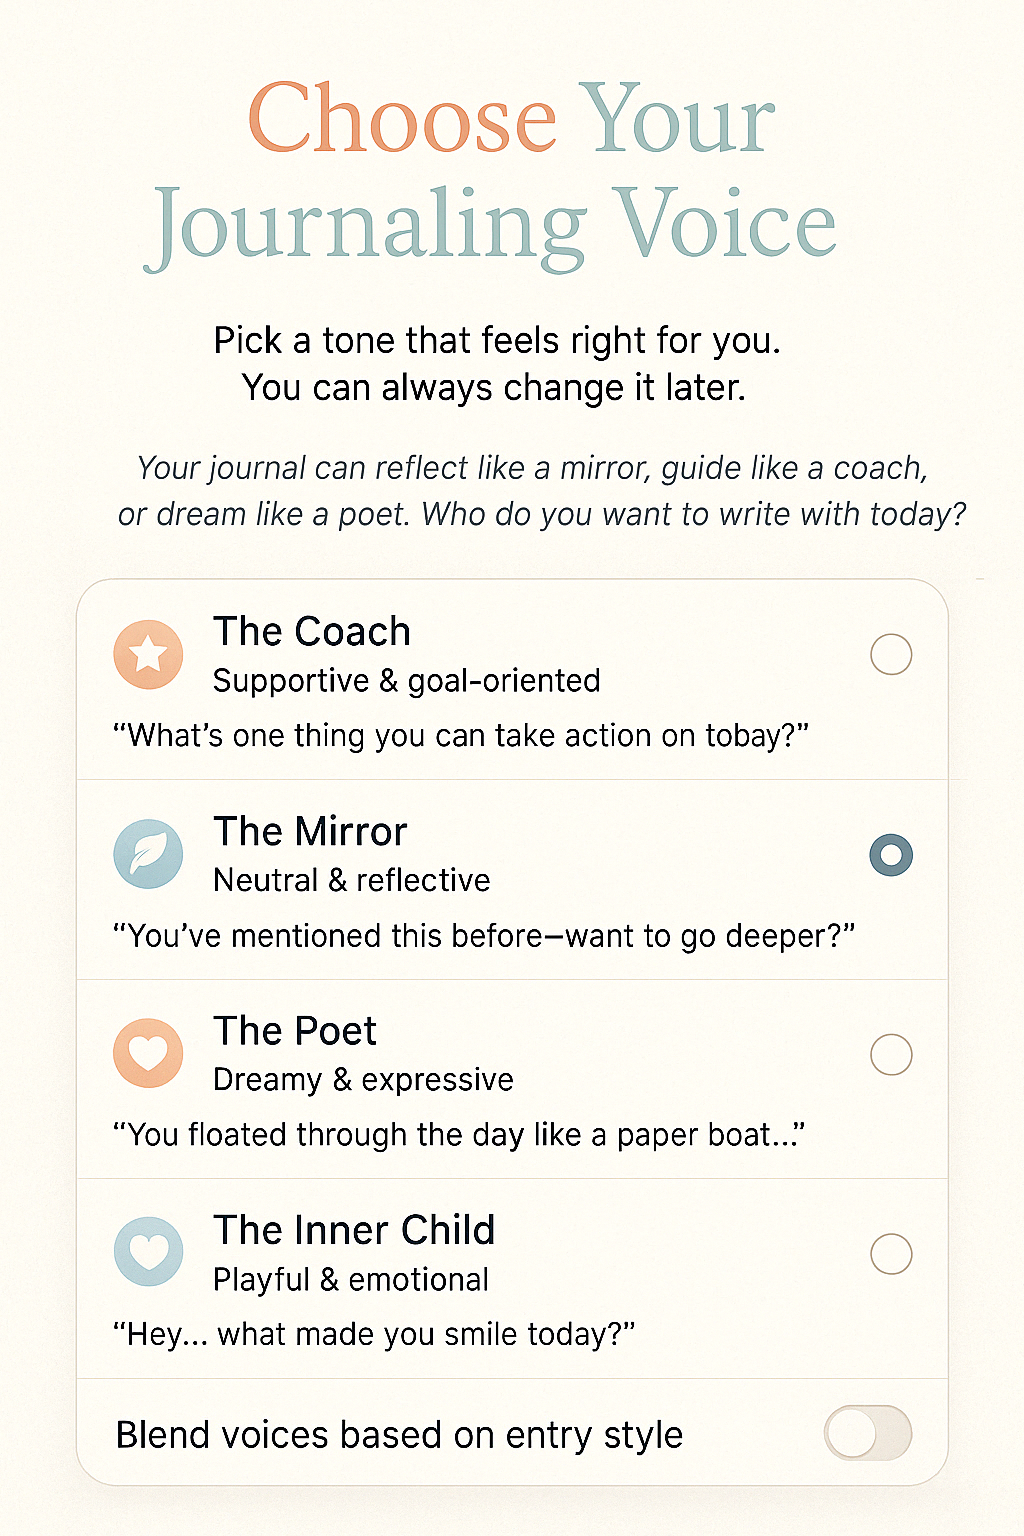 Choose Your
Journaling Voice
Pick a tone that feels right for you.
You can always change it later.
Your journal can reflect like a mirror, guide like a coach,
or dream like a poet. Who do you want to write with today?
The Coach
Supportive & goal-oriented
“What’s one thing you can take action on tobay?”
The Mirror
Neutral & reflective
“You’ve mentioned this before—want to go deeper?”
The Poet
Dreamy & expressive
“You floated through the day like a paper boat...”
The Inner Child
Playful & emotional
“Hey... what made you smile today?”
Blend voices based on entry style